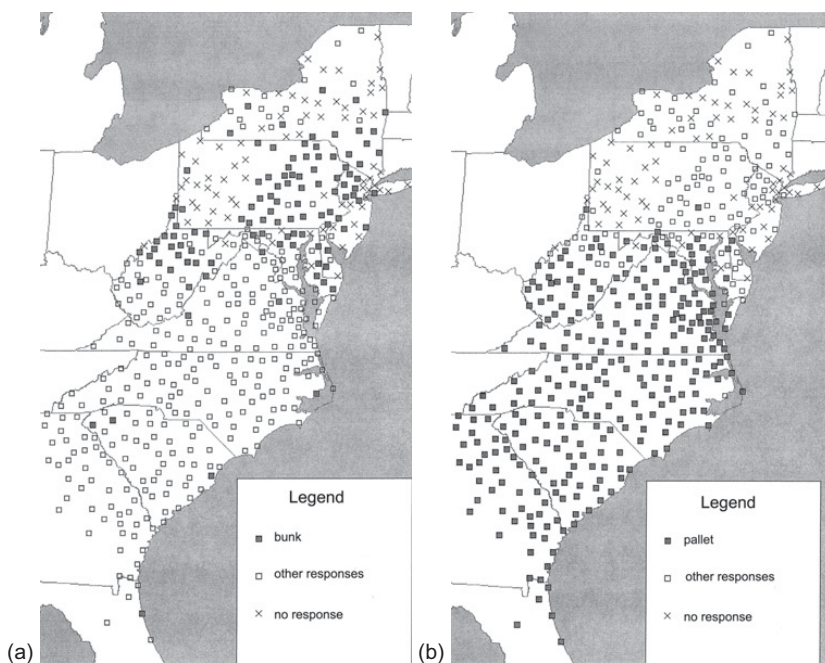 Legend
bunk
other responses
no response
(a)
Legend
pallet
other responses
no response
(b)